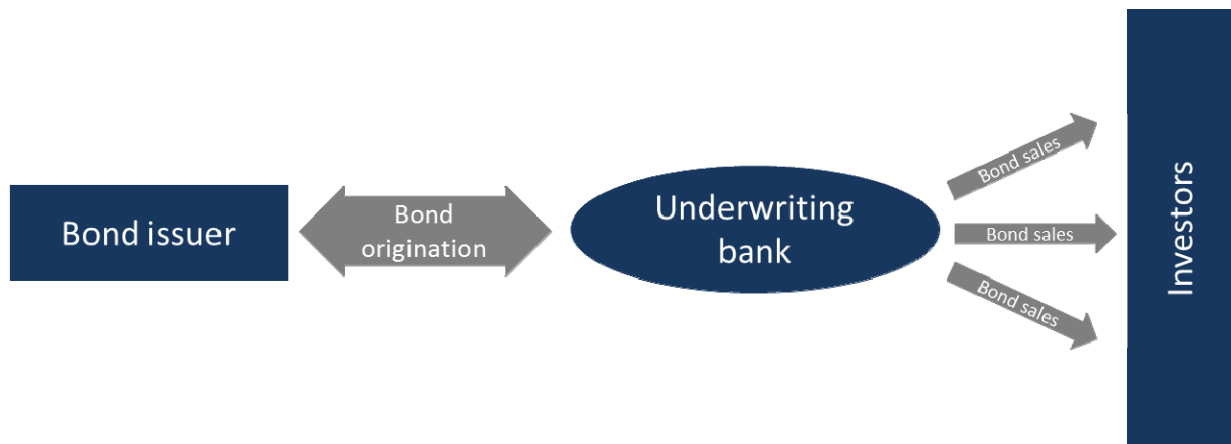 Bond issuer
Bond
origination
Underwriting
bank
Bond sales
Bond sales
Bond sales
Investors